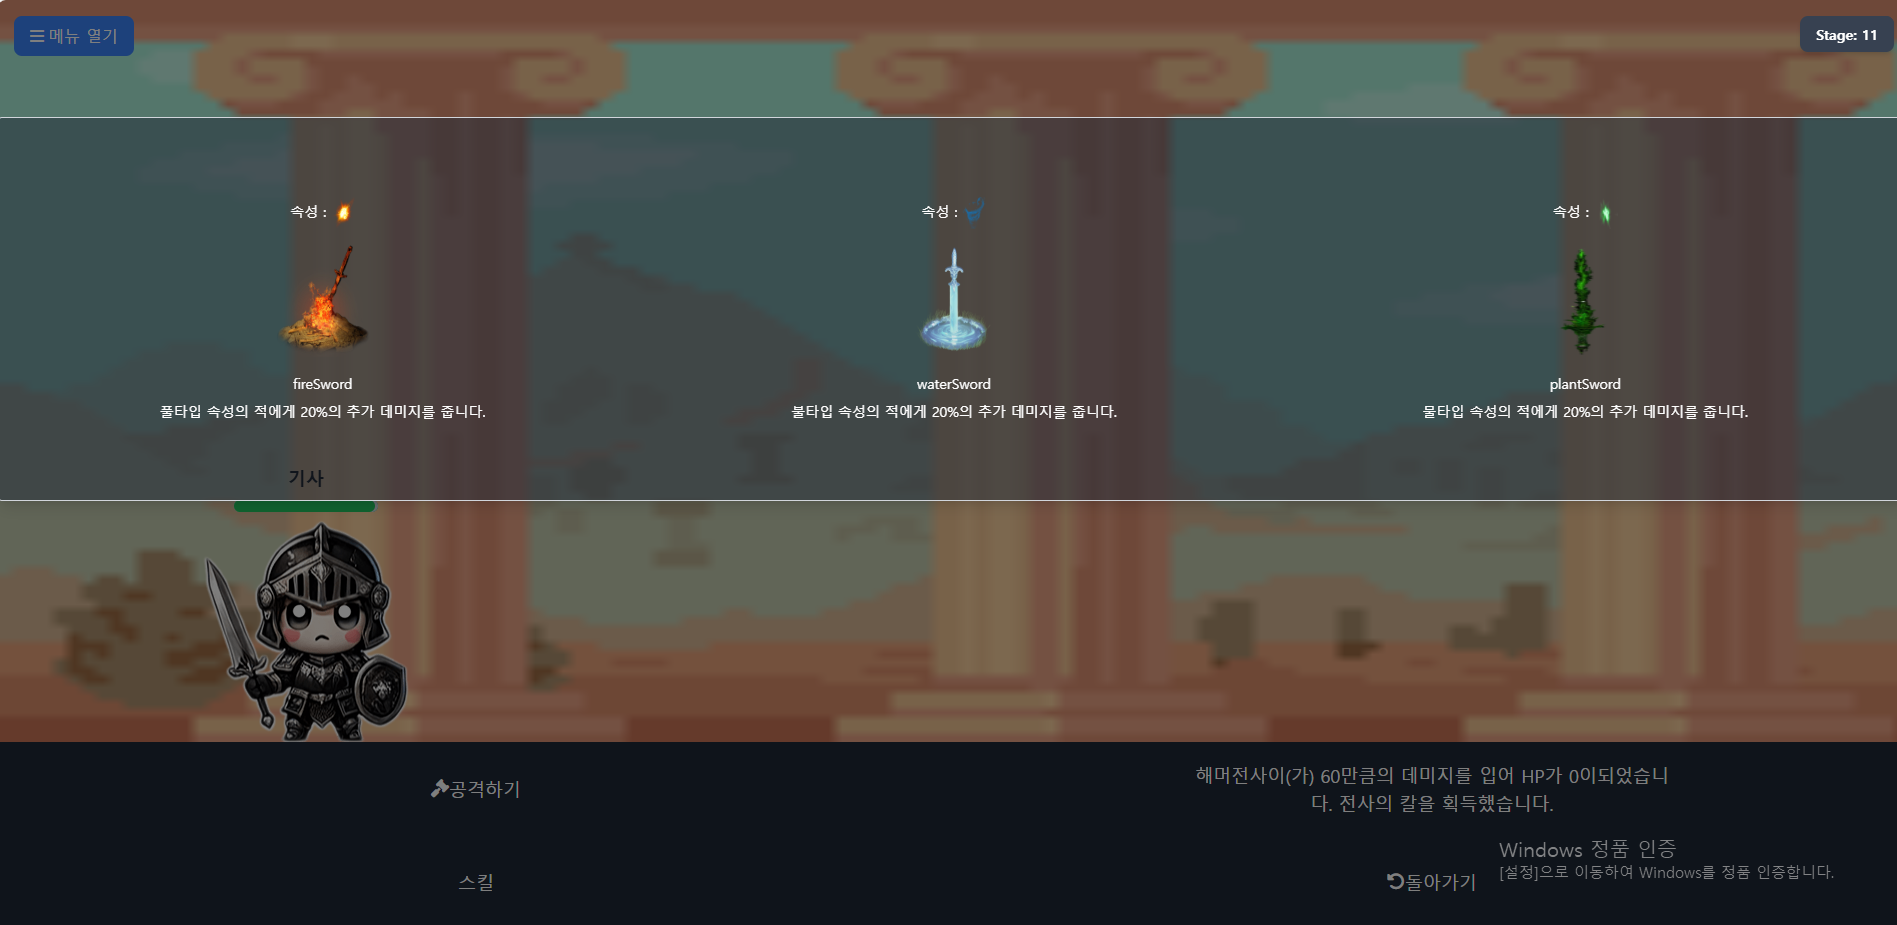 메뉴 열기
Stage: 11
속성 :
속성 :
속성 :
fireSword
waterSword
plantSword
풀타입 속성의 적에게 20%의 추가 데미지를 줍니다.
불타입 속성의 적에게 20%의 추가 데미지를 줍니다.
물타입 속성의 적에게 20%의 추가 데미지를 줍니다.
기사
공격하기
해머전사이(가) 60만큼의 데미지를 입어 HP가 0이되었습니
다. 전사의 칼을 획득했습니다.
스킬
돌아가기
Windows 정품 인증
[설정]으로 이동하여 Windows를 정품 인증합니다.